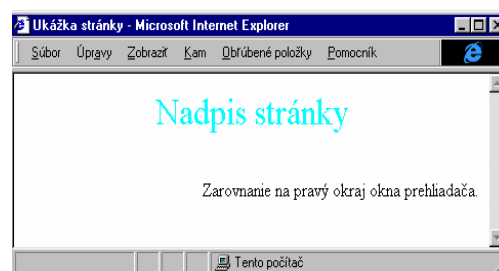 Ukážka stránky - Microsoft Internet Explorer
Súbor Úpravy Zobraziť Kam Obľúbené položky Pomocník
Nadpis stránky
Zarovnanie na pravý okraj okna prehliadača.
Tento počítač